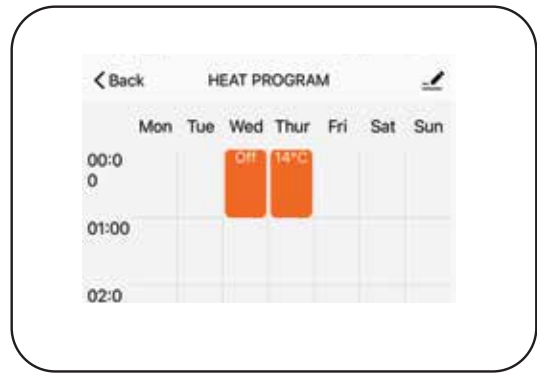 Back HEAT PROGRAM
Mon Tue Wed Thur Fri Sat Sun
00:0
0
Off 14°C
01:00
02:0